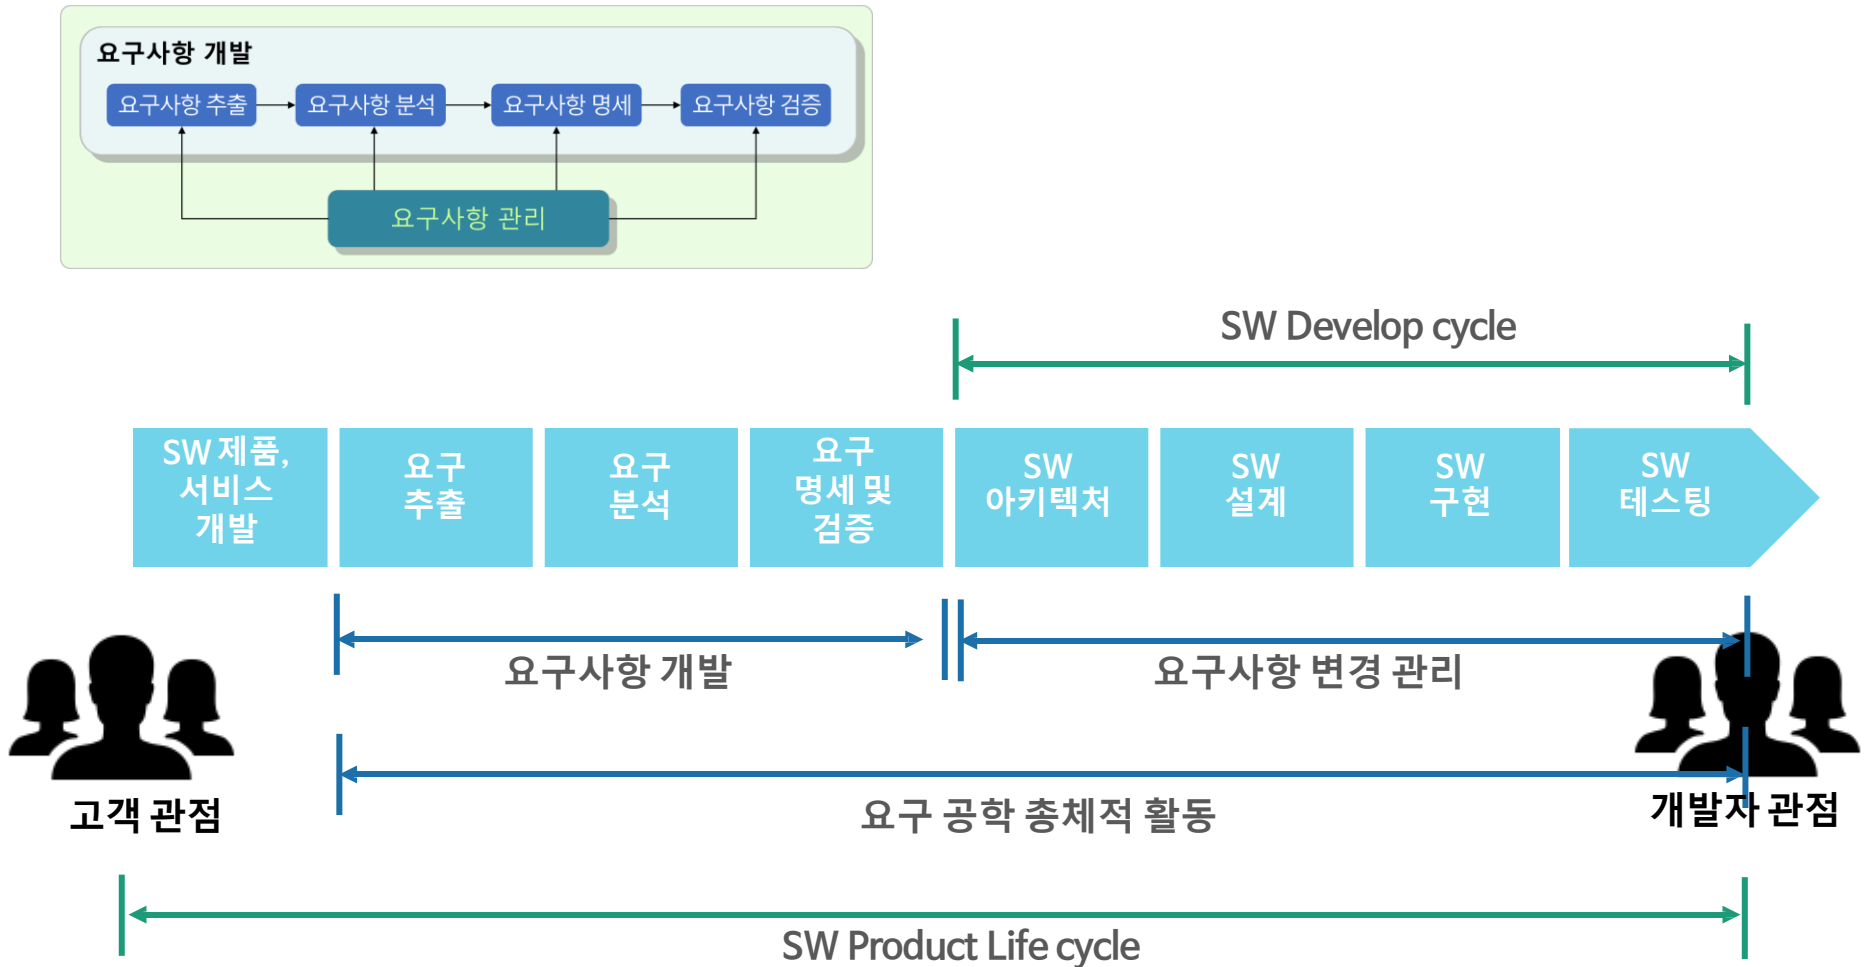 요구사항 개발
요구사항 추출
요구사항 분석
요구사항 명세
요구사항 검증
요구사항 관리
SW Develop cycle
SW 제품,
서비스
개발
요구
추출
요구
분석
요구
명세 및
검증
SW
아키텍처
SW
설계
SW
구현
SW
테스팅
요구사항 개발
요구사항 변경 관리
고객 관점
요구 공학 총체적 활동
개발자 관점
SW Product Life cycle